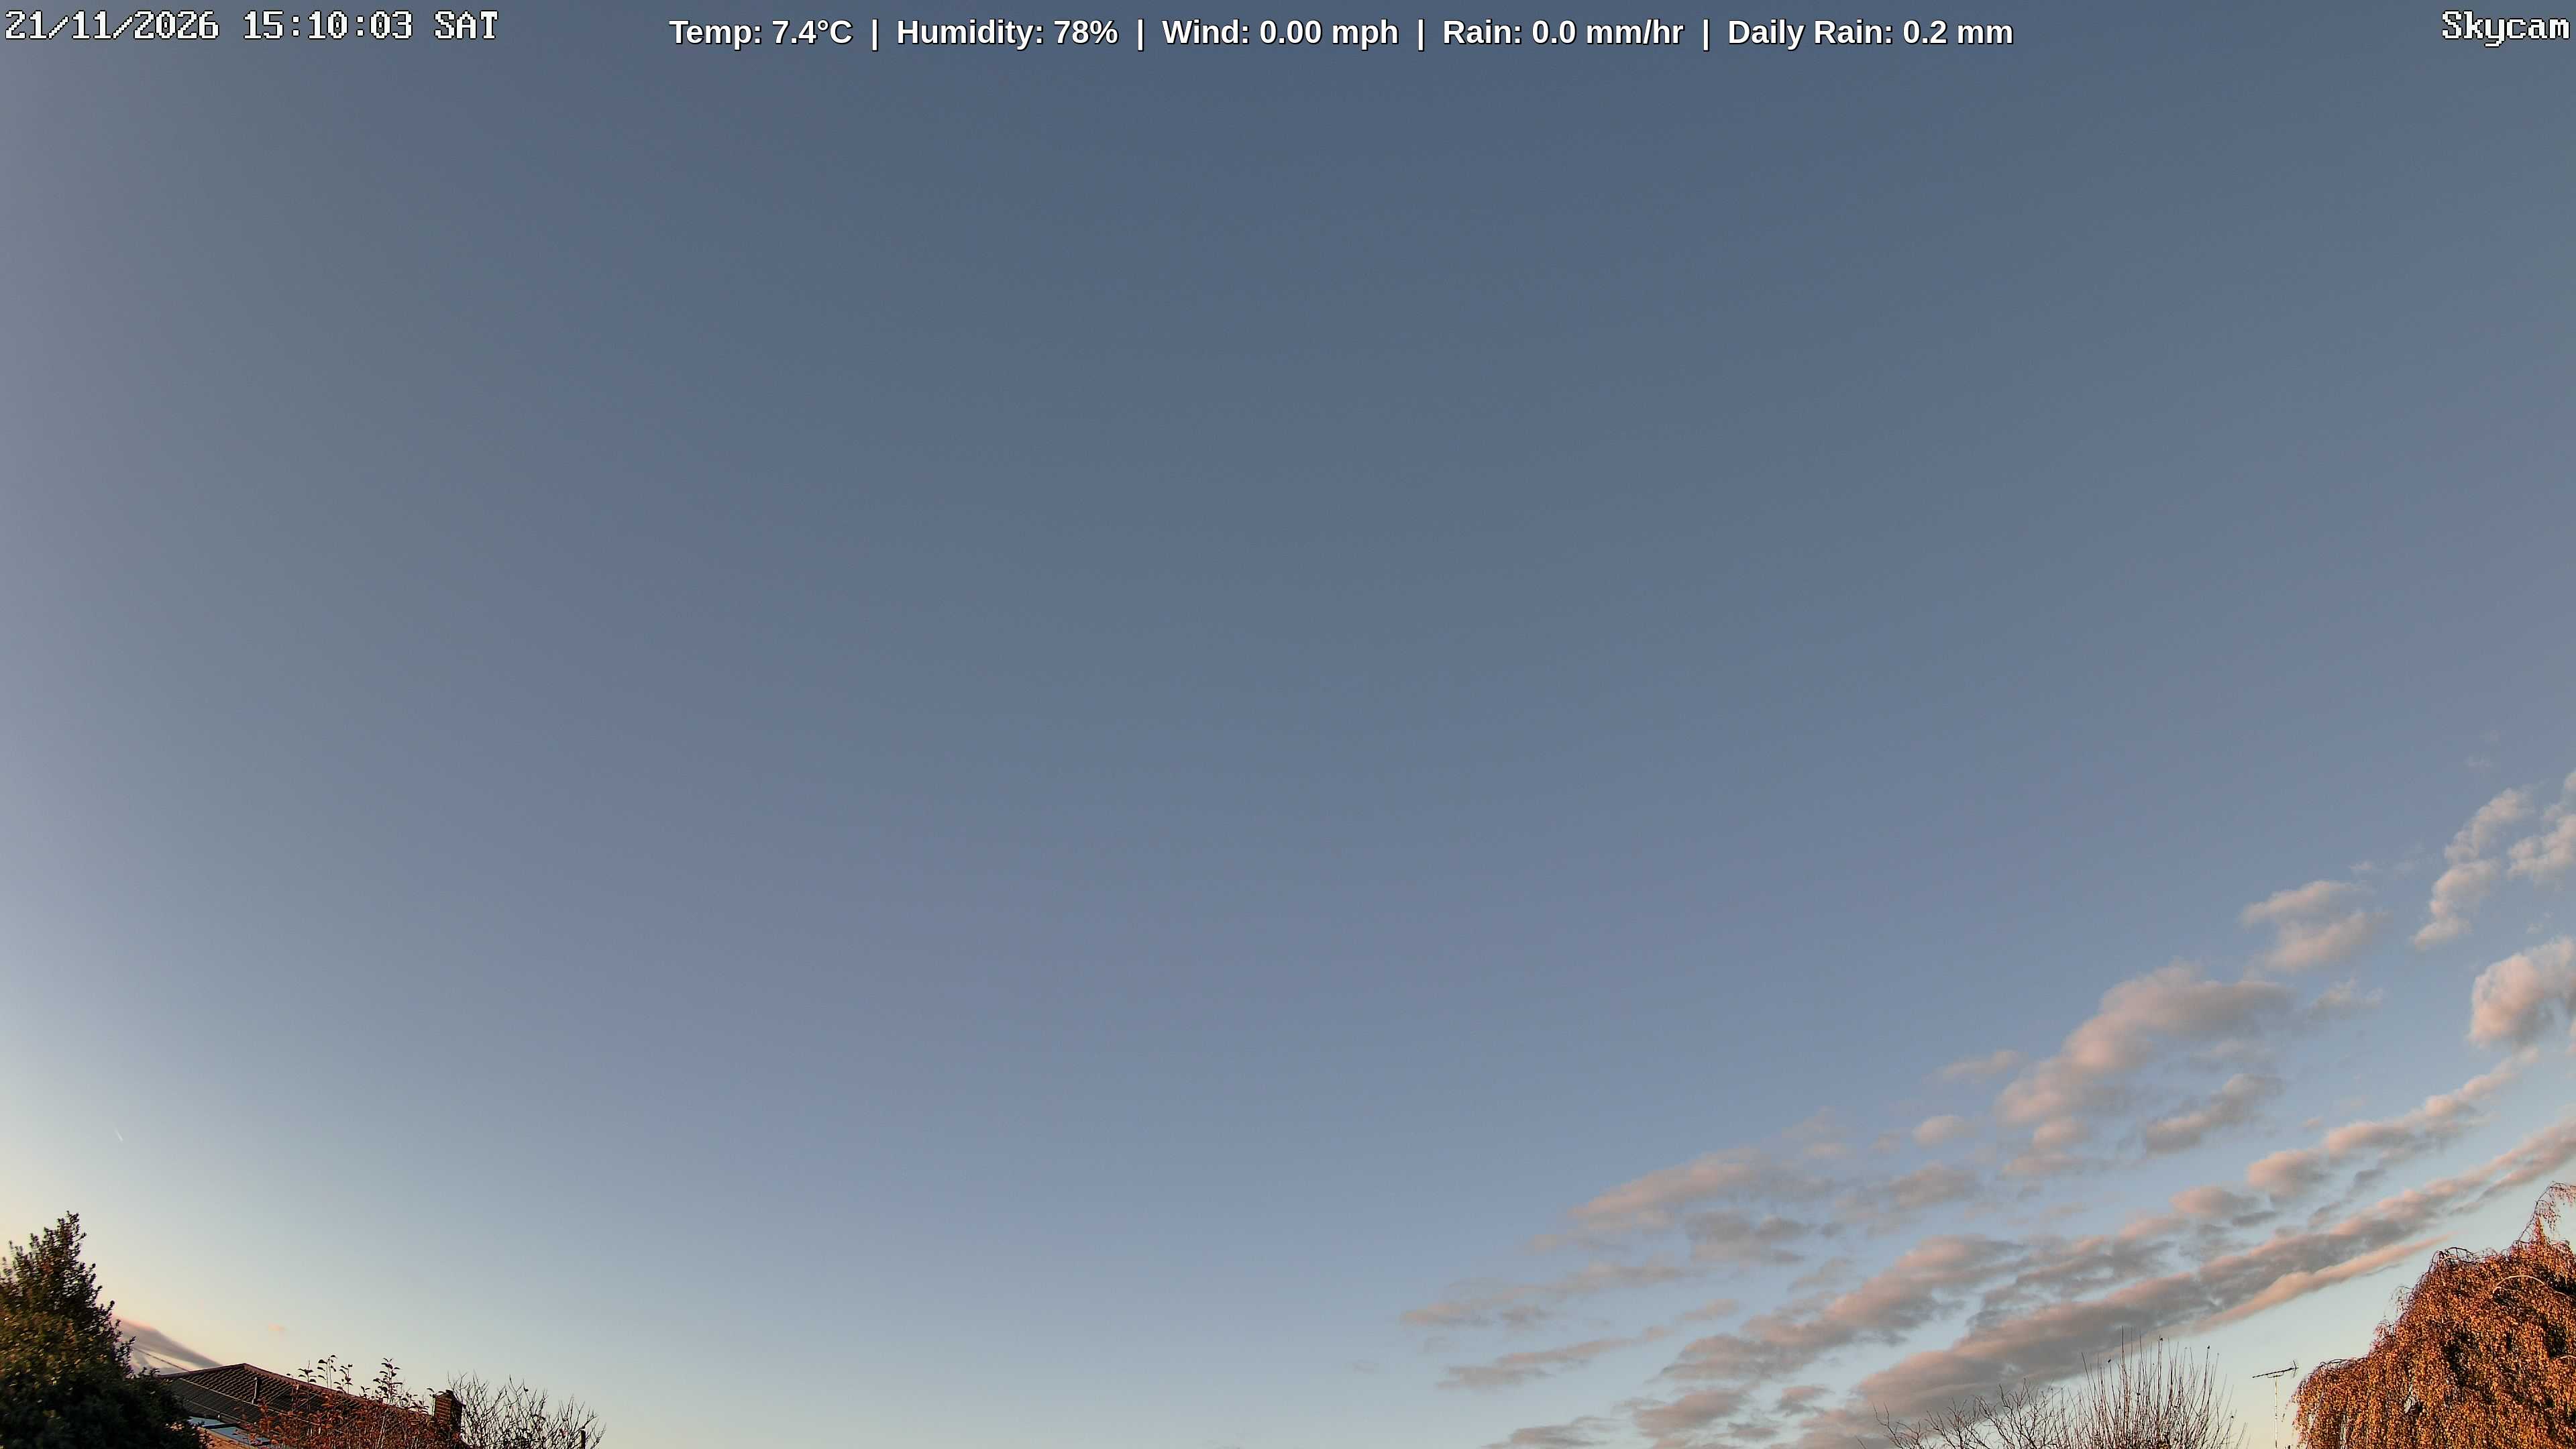 21/11/2026 15:10:03 SAT
Temp: 7.4°C | Humidity: 78% | Wind: 0.00 mph | Rain: 0.0 mm/hr | Daily Rain: 0.2 mm
Skycam